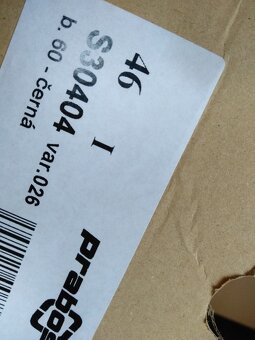 46 I
S30404 var.026
b. 60 - černá
prabos